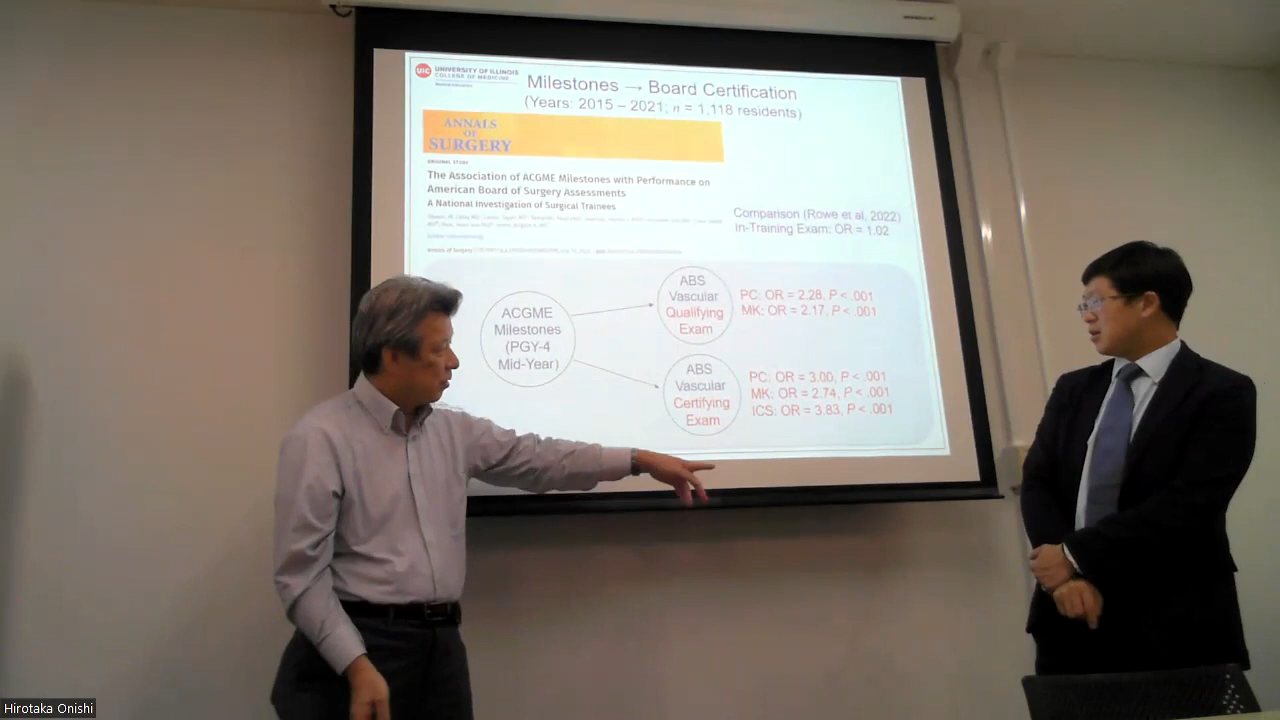 UIC
UNIVERSITY OF ILLINOIS
COLLEGE OF MEDICINE
Milestones → Board Certification
(Years: 2015 – 2021; n = 1,118 residents)
ANNALS
OF
SURGERY
ORIGINAL STUDY
The Association of ACGME Milestones with Performance on
American Board of Surgery Assessments
A National Investigation of Surgical Trainees
Comparison (Rowe et al, 2022)
In-Training Exam: OR = 1.02
ACGME
Milestones
(PGY-4
Mid-Year)
ABS
Vascular
Qualifying
Exam
PC: OR = 2.28, P < .001
MK: OR = 2.17, P < .001
ABS
Vascular
Certifying
Exam
PC: OR = 3.00, P < .001
MK: OR = 2.74, P < .001
ICS: OR = 3.83, P < .001
Hirotaka Onishi